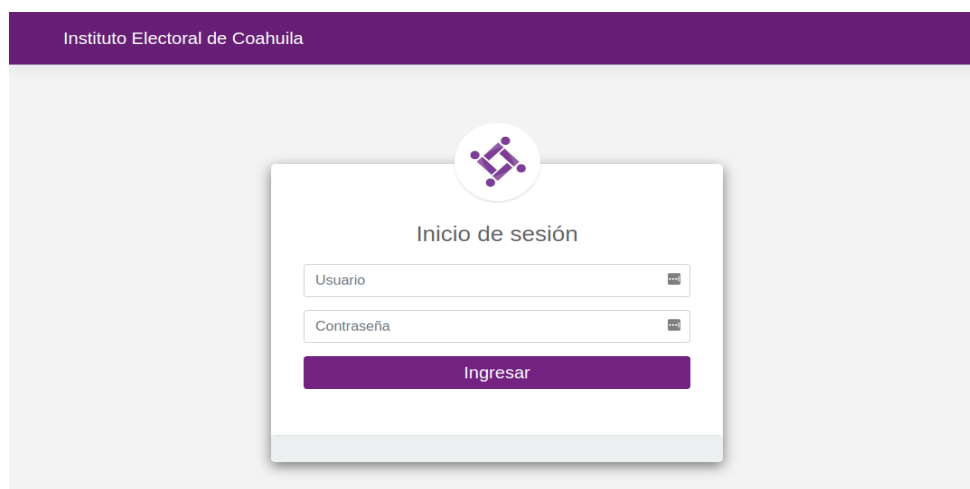 Instituto Electoral de Coahuila
Inicio de sesión
Usuario
Contraseña
Ingresar